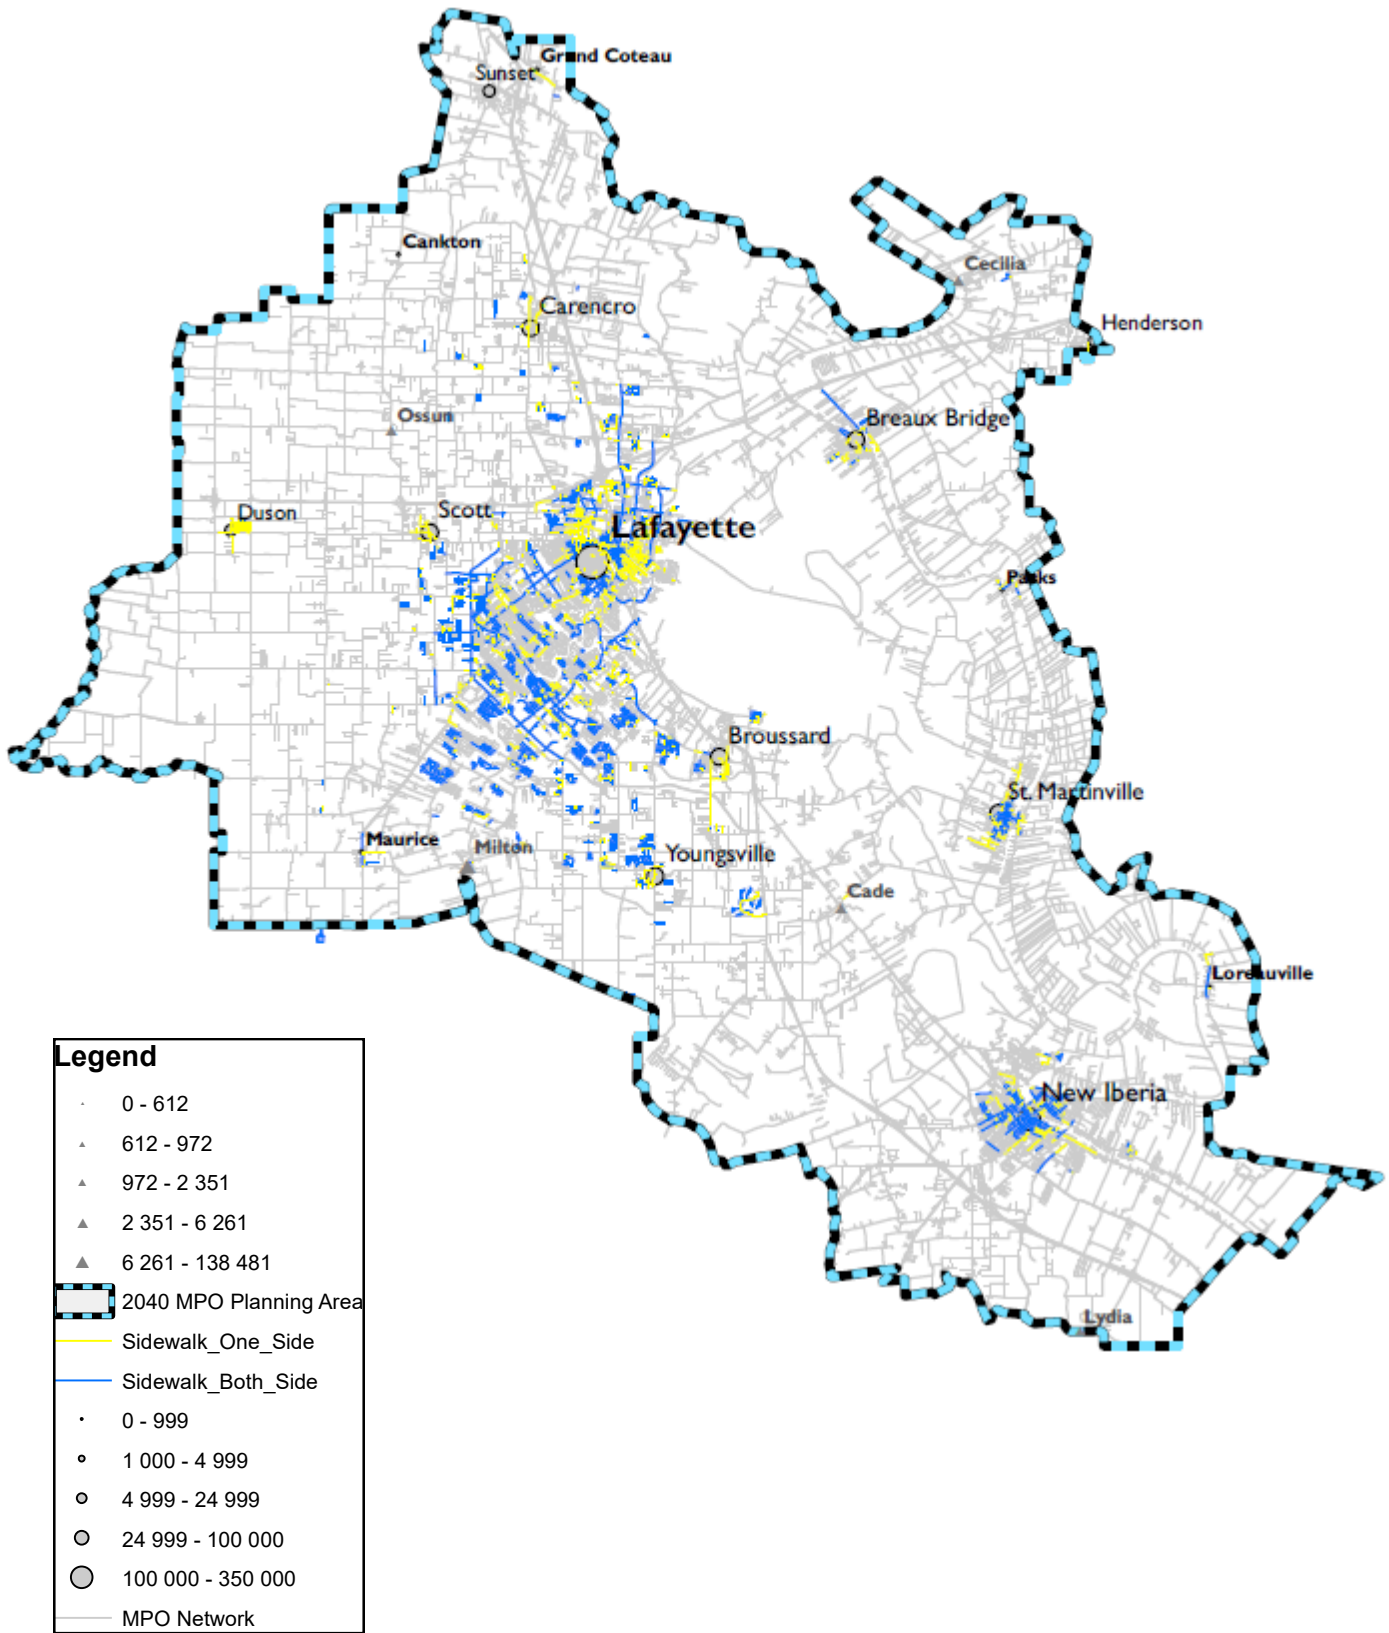 Grand Coteau
Sunset
Cankton
Cecilia
Carencro
Henderson
Ossun
Breaux Bridge
Duson
Scott
Lafayette
Parks
Broussard
St. Martinville
Maurice
Milton
Youngsville
Cade
Loreauville
New Iberia
Lydia
Legend
0 - 612
612 - 972
972 - 2 351
2 351 - 6 261
6 261 - 138 481
2040 MPO Planning Area
Sidewalk_One_Side
Sidewalk_Both_Side
0 - 999
1 000 - 4 999
4 999 - 24 999
24 999 - 100 000
100 000 - 350 000
MPO Network